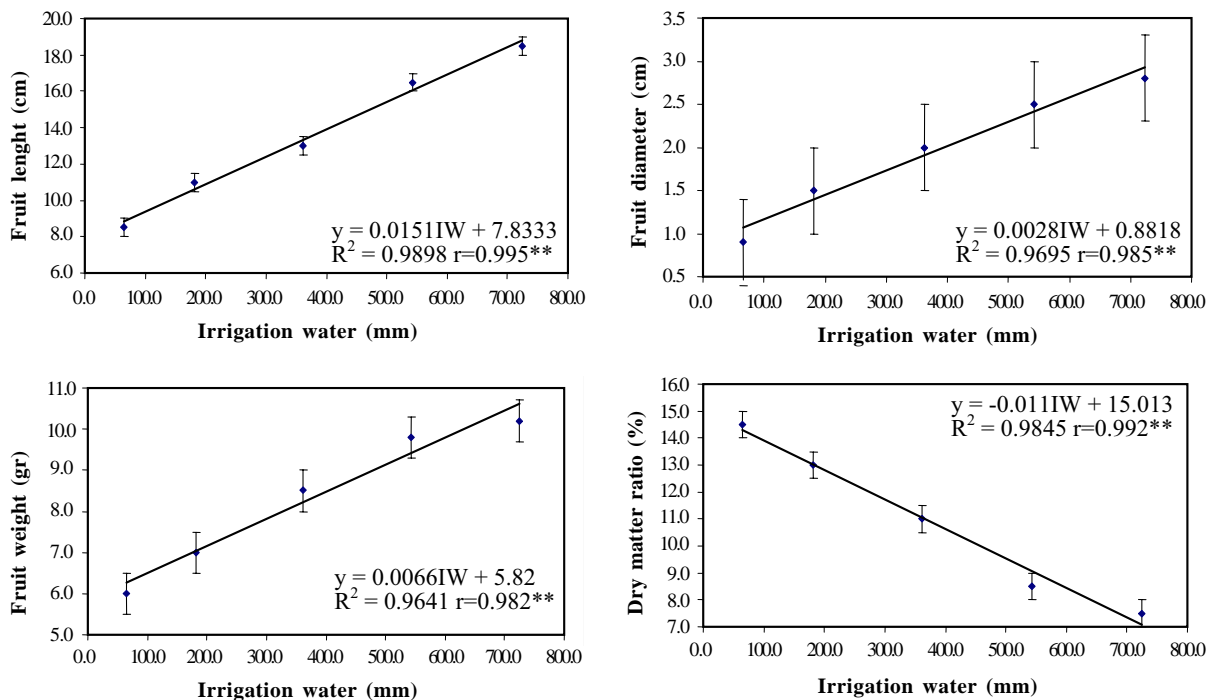 20.0
18.0
16.0
14.0
12.0
10.0
8.0
6.0
Fruit lenght (cm)
y = 0.0151IW + 7.8333
R² = 0.9898 r=0.995**
0.0 100.0 200.0 300.0 400.0 500.0 600.0 700.0 800.0
Irrigation water (mm)
3.5
3.0
2.5
2.0
1.5
1.0
0.5
Fruit diameter (cm)
y = 0.0028IW + 0.8818
R² = 0.9695 r=0.985**
0.0 100.0 200.0 300.0 400.0 500.0 600.0 700.0 800.0
Irrigation water (mm)
11.0
10.0
9.0
8.0
7.0
6.0
5.0
Fruit weight (gr)
y = 0.0066IW + 5.82
R² = 0.9641 r=0.982**
0.0 100.0 200.0 300.0 400.0 500.0 600.0 700.0 800.0
Irrigation water (mm)
16.0
15.0
14.0
13.0
12.0
11.0
10.0
9.0
8.0
7.0
Dry matter ratio (%)
y = -0.011IW + 15.013
R² = 0.9845 r=0.992**
0.0 100.0 200.0 300.0 400.0 500.0 600.0 700.0 800.0
Irrigation water (mm)